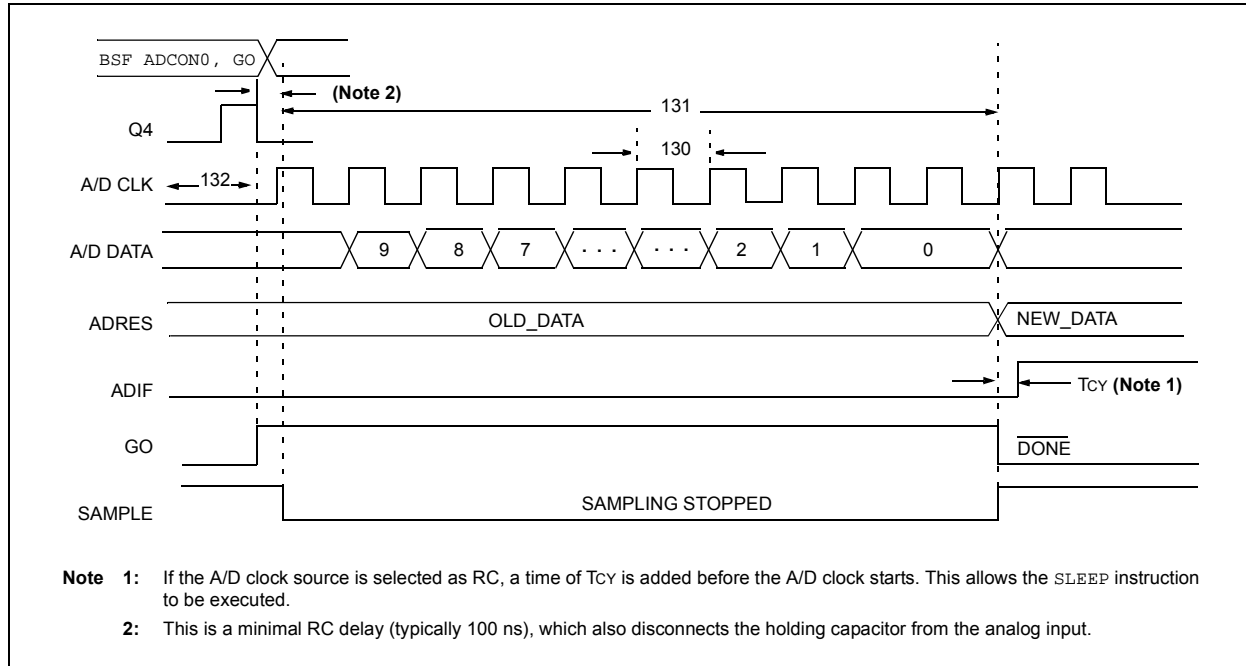 BSF ADCON0, GO
(Note 2)
131
Q4
130
A/D CLK
132
A/D DATA
9 8 7 . . . . . . 2 1 0
ADRES
OLD_DATA
NEW_DATA
ADIF
TCY (Note 1)
GO
DONE
SAMPLE
SAMPLING STOPPED
Note 1: If the A/D clock source is selected as RC, a time of TCY is added before the A/D clock starts. This allows the SLEEP instruction
to be executed.
2: This is a minimal RC delay (typically 100 ns), which also disconnects the holding capacitor from the analog input.